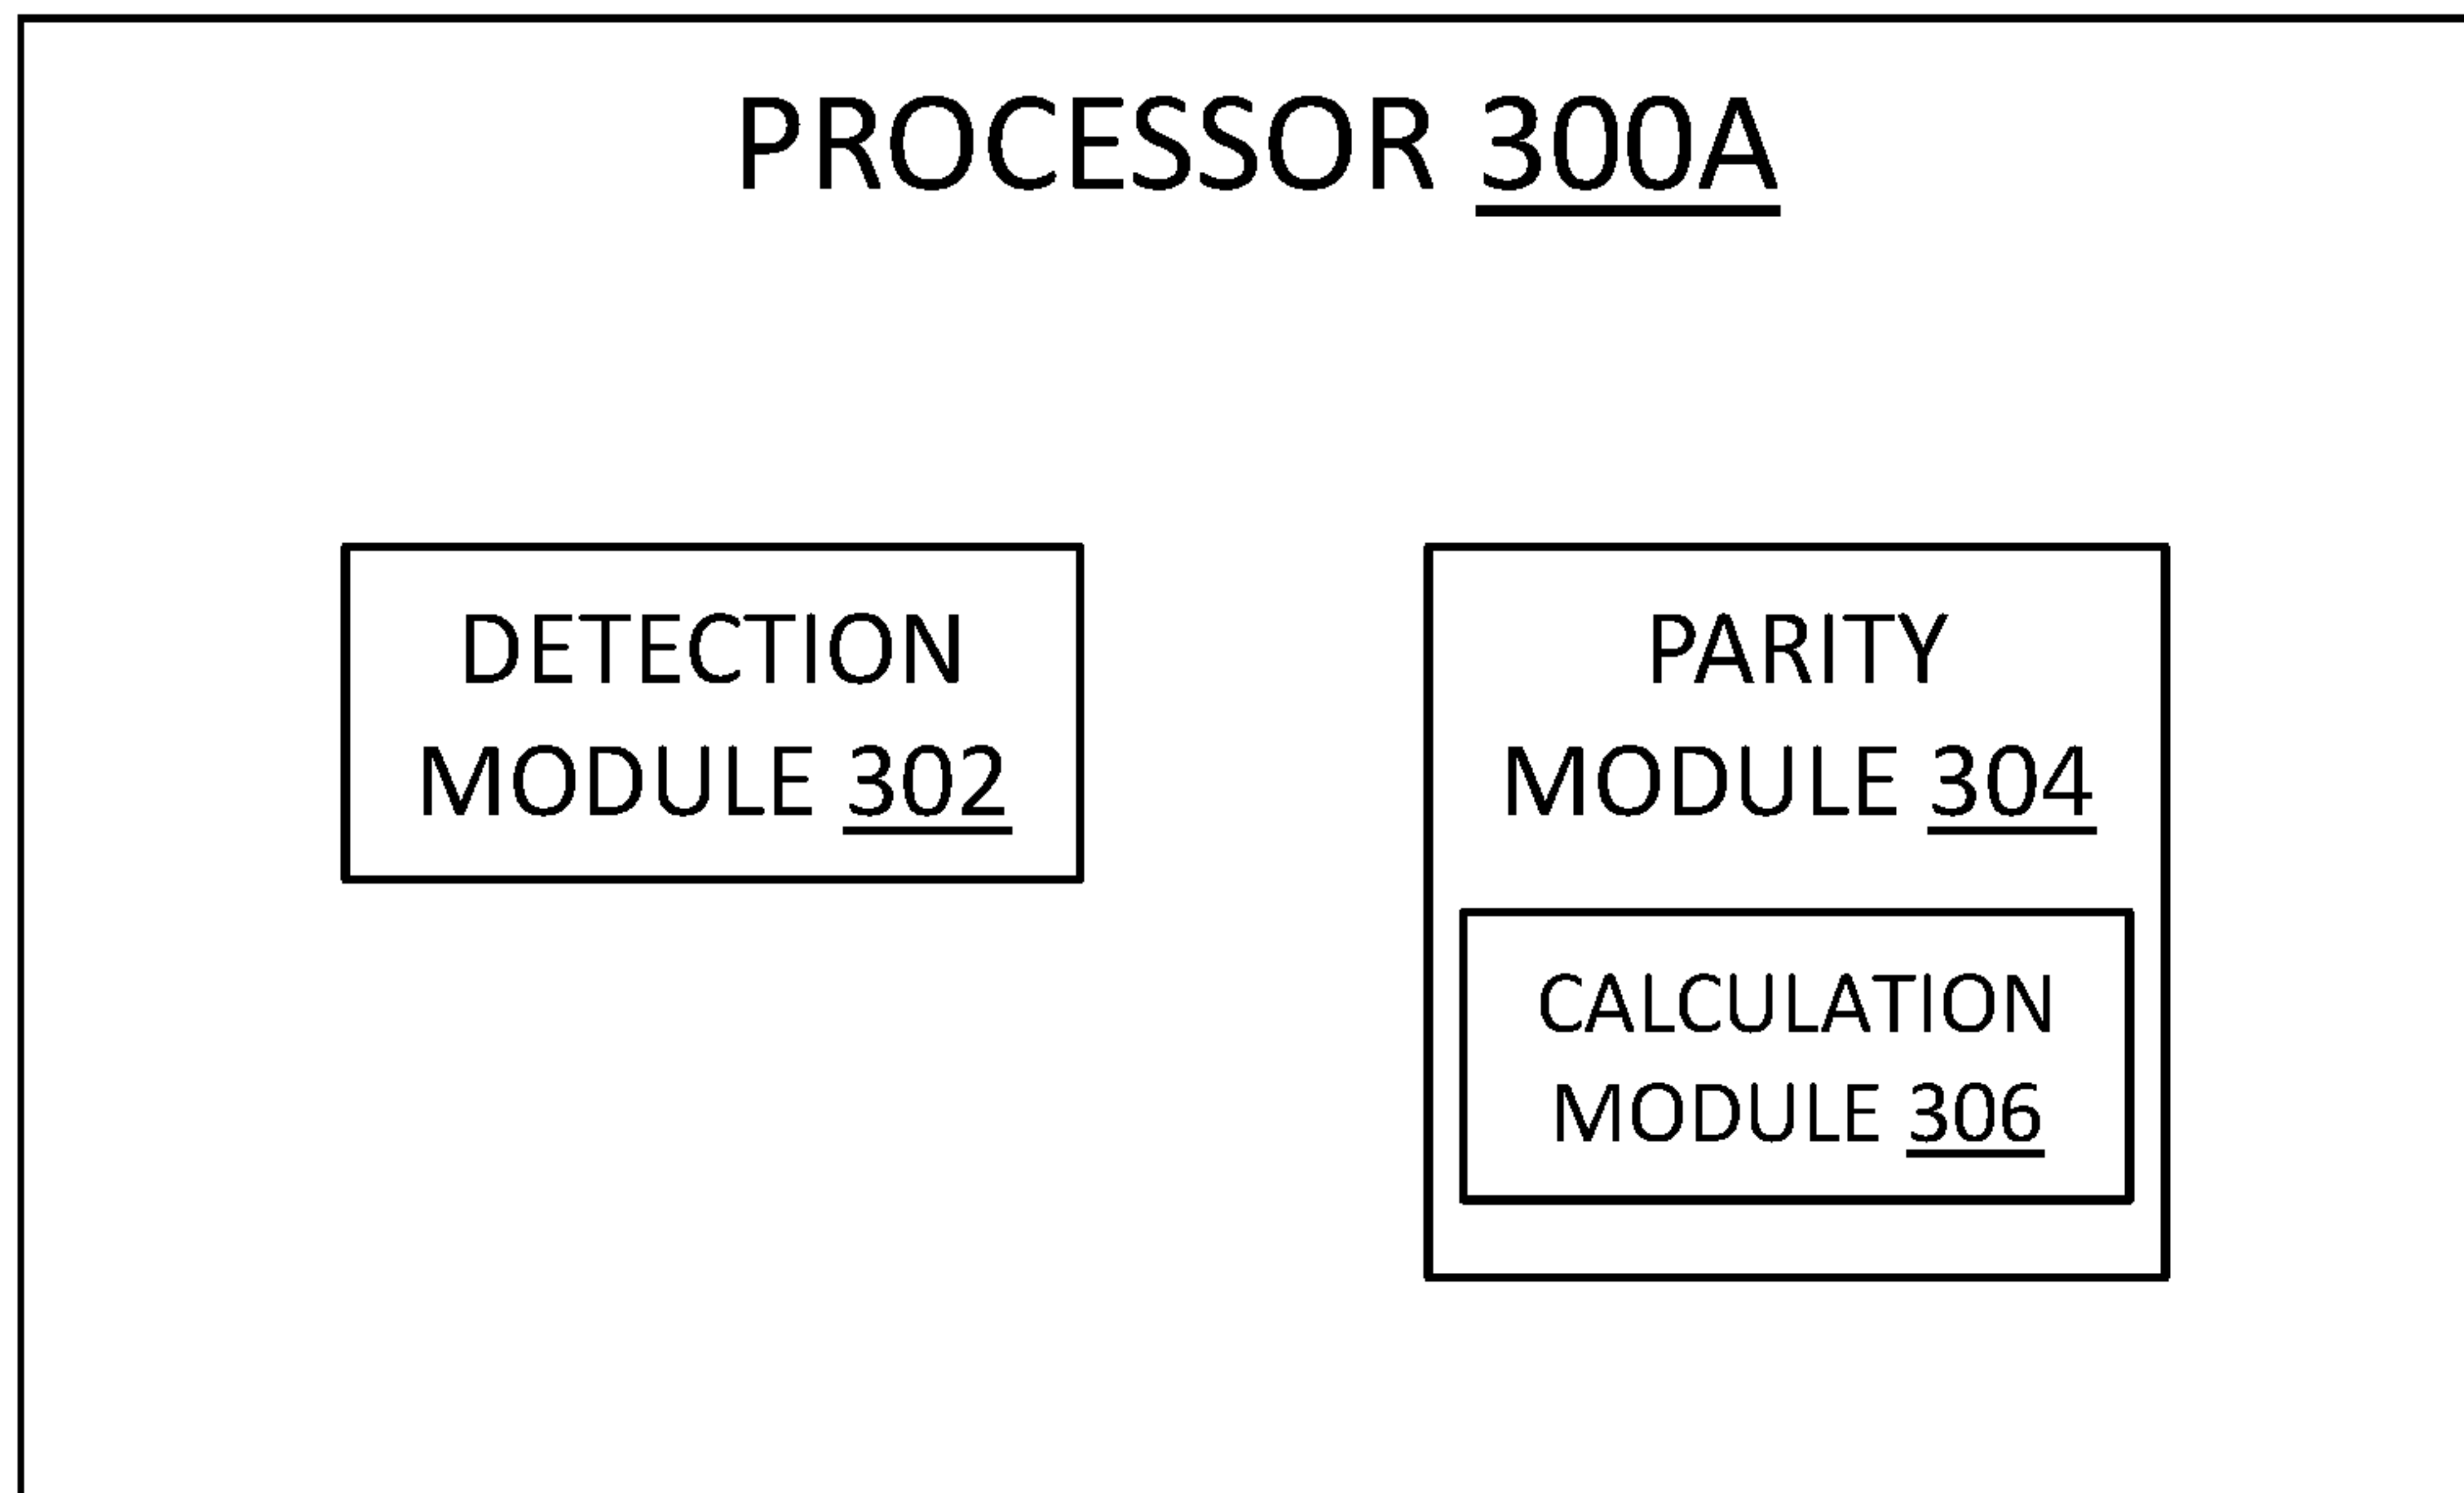 PROCESSOR 300A
DETECTION
MODULE 302
PARITY
MODULE 304
CALCULATION
MODULE 306